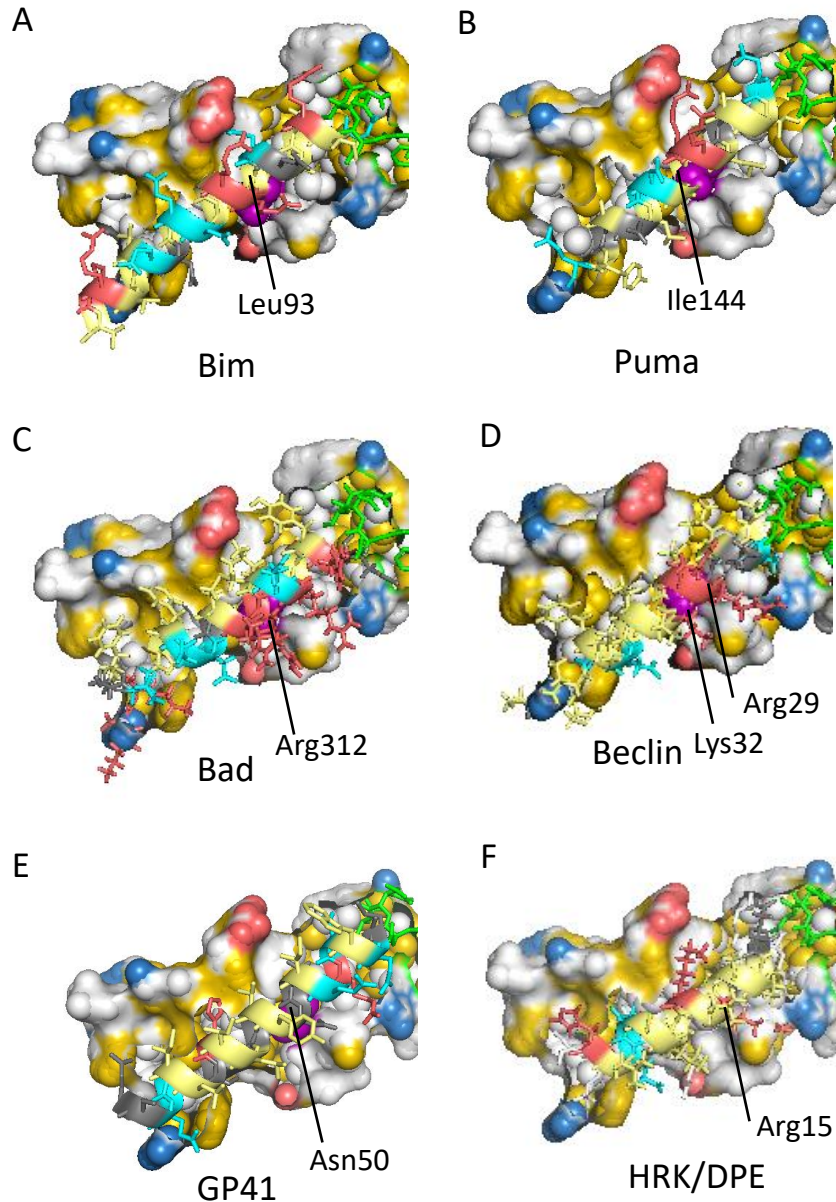 A
B
Leu93
Ile144
Bim
Puma
C
D
Arg312
Arg29
Lys32
Bad
Beclin
E
F
Asn50
Arg15
GP41
HRK/DPE